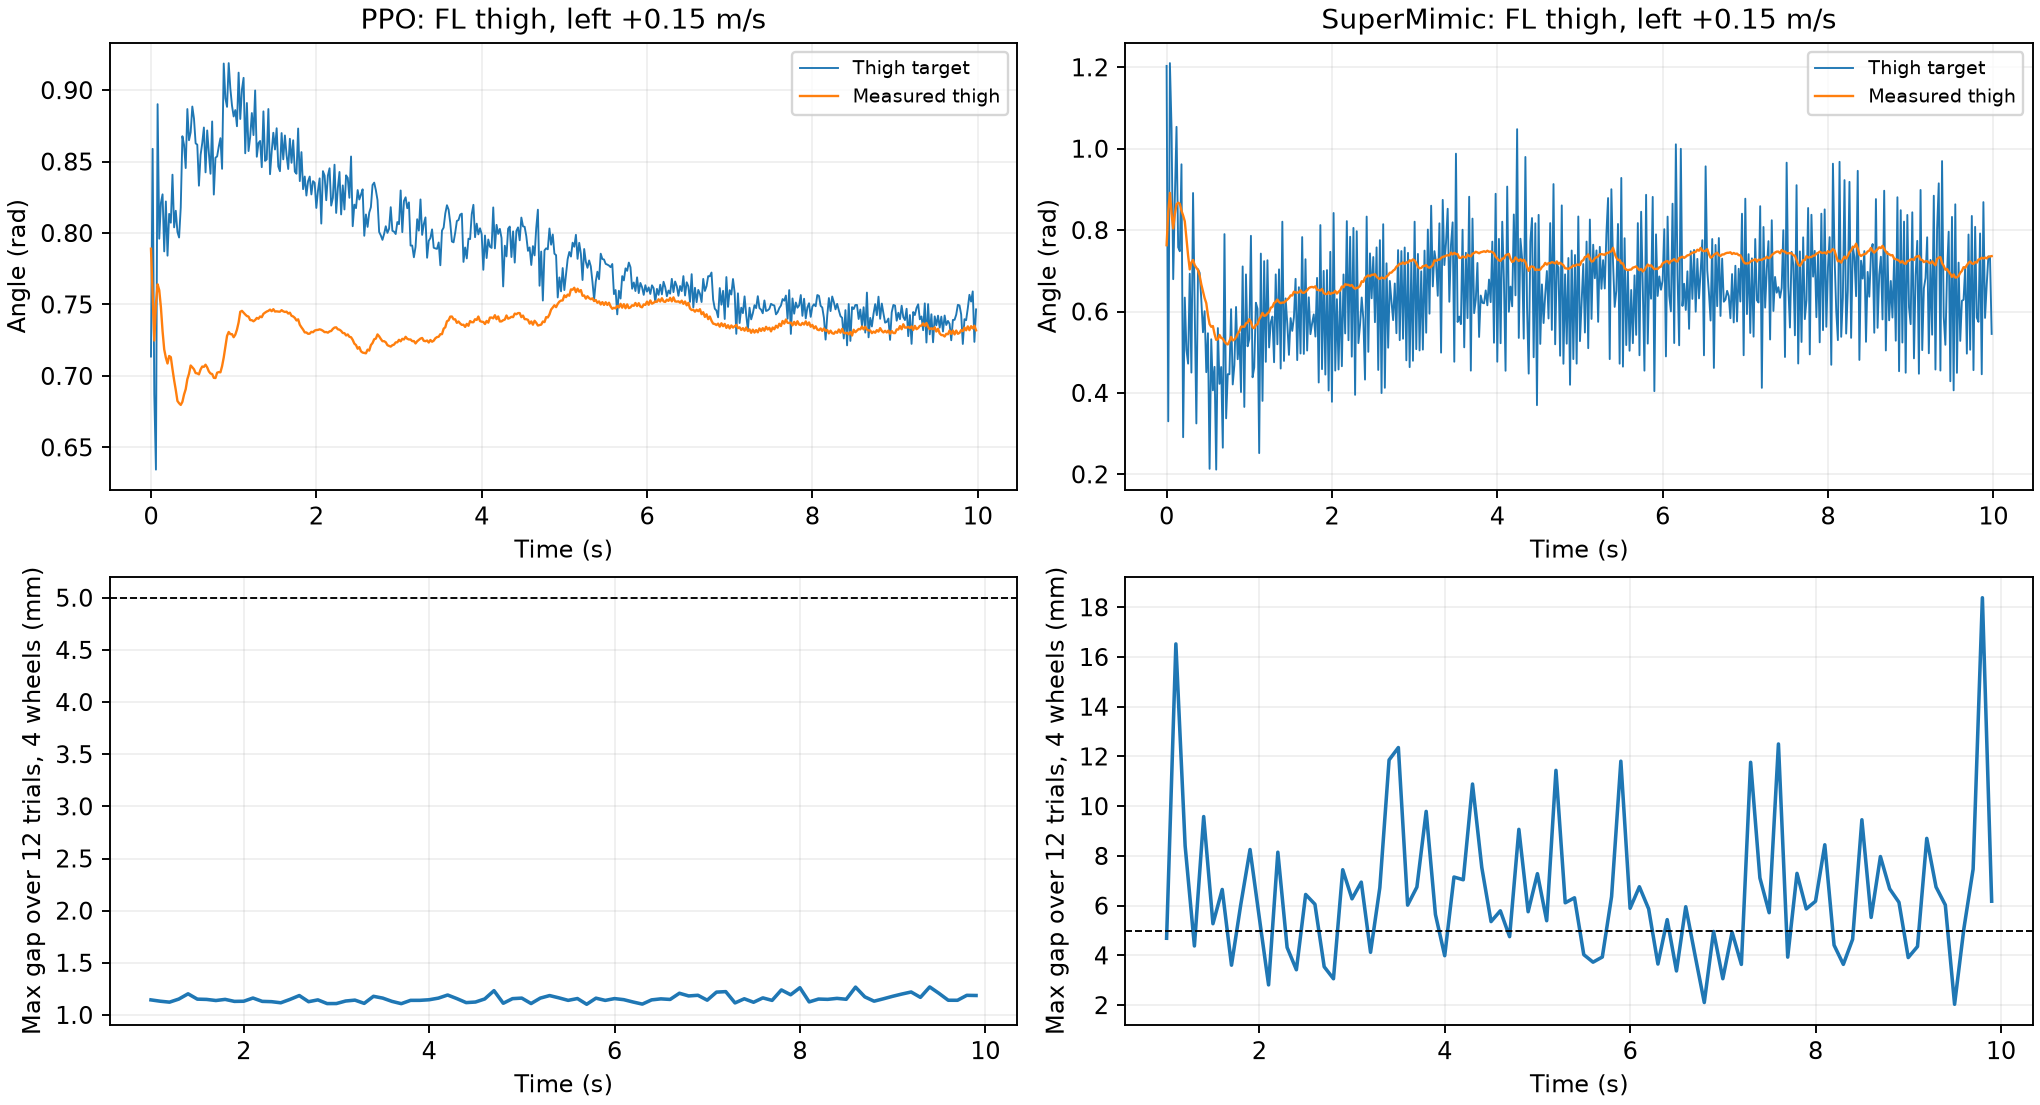 PPO: FL thigh, left +0.15 m/s
Thigh target
Measured thigh
Angle (rad)
0.90
0.85
0.80
0.75
0.70
0.65
0 2 4 6 8 10
Time (s)
SuperMimic: FL thigh, left +0.15 m/s
Thigh target
Measured thigh
Angle (rad)
1.2
1.0
0.8
0.6
0.4
0.2
0 2 4 6 8 10
Time (s)
Max gap over 12 trials, 4 wheels (mm)
5.0
4.5
4.0
3.5
3.0
2.5
2.0
1.5
1.0
2 4 6 8 10
Time (s)
Max gap over 12 trials, 4 wheels (mm)
18
16
14
12
10
8
6
4
2
2 4 6 8 10
Time (s)